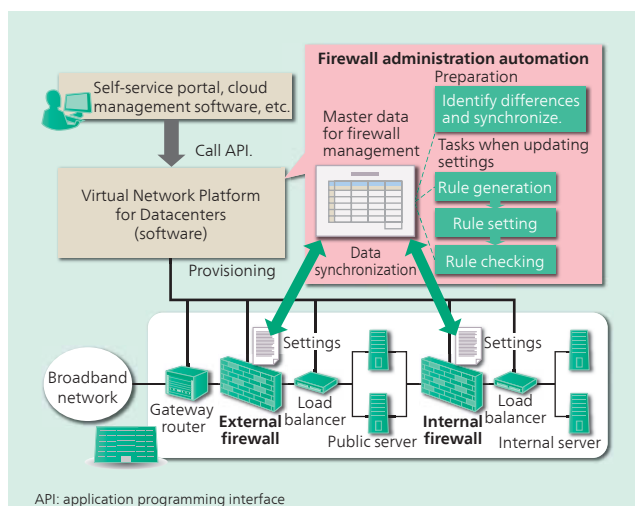 Firewall administration automation
Self-service portal, cloud
management software, etc.
Call API.
Virtual Network Platform
for Datacenters
(software)
Provisioning
Master data
for firewall
management
Data
synchronization
Preparation
Identify differences
and synchronize.
Tasks when updating
settings
Rule generation
Rule setting
Rule checking
Settings
Settings
Broadband
network
Gateway
router
External
firewall
Load
balancer
Public server
Internal
firewall
Load
balancer
Internal server
API: application programming interface